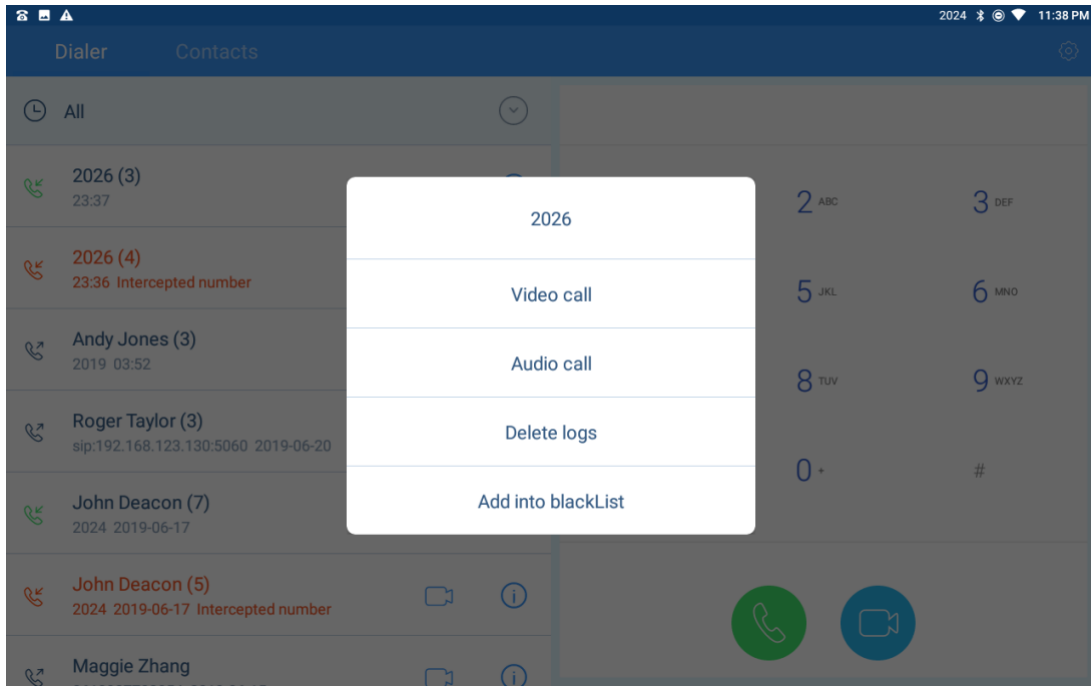 2024 11:38 PM
Dialer Contacts
All
2026 (3)
23:37
2026 (4)
23:36 Intercepted number
Andy Jones (3)
2019 03:52
Roger Taylor (3)
sip:192.168.123.130:5060 2019-06-20
John Deacon (7)
2024 2019-06-17
John Deacon (5)
2024 2019-06-17 Intercepted number
Maggie Zhang
2026
Video call
Audio call
Delete logs
Add into blackList
2 ABC
3 DEF
5 JKL
6 MNO
8 TUV
9 WXYZ
0 +
#